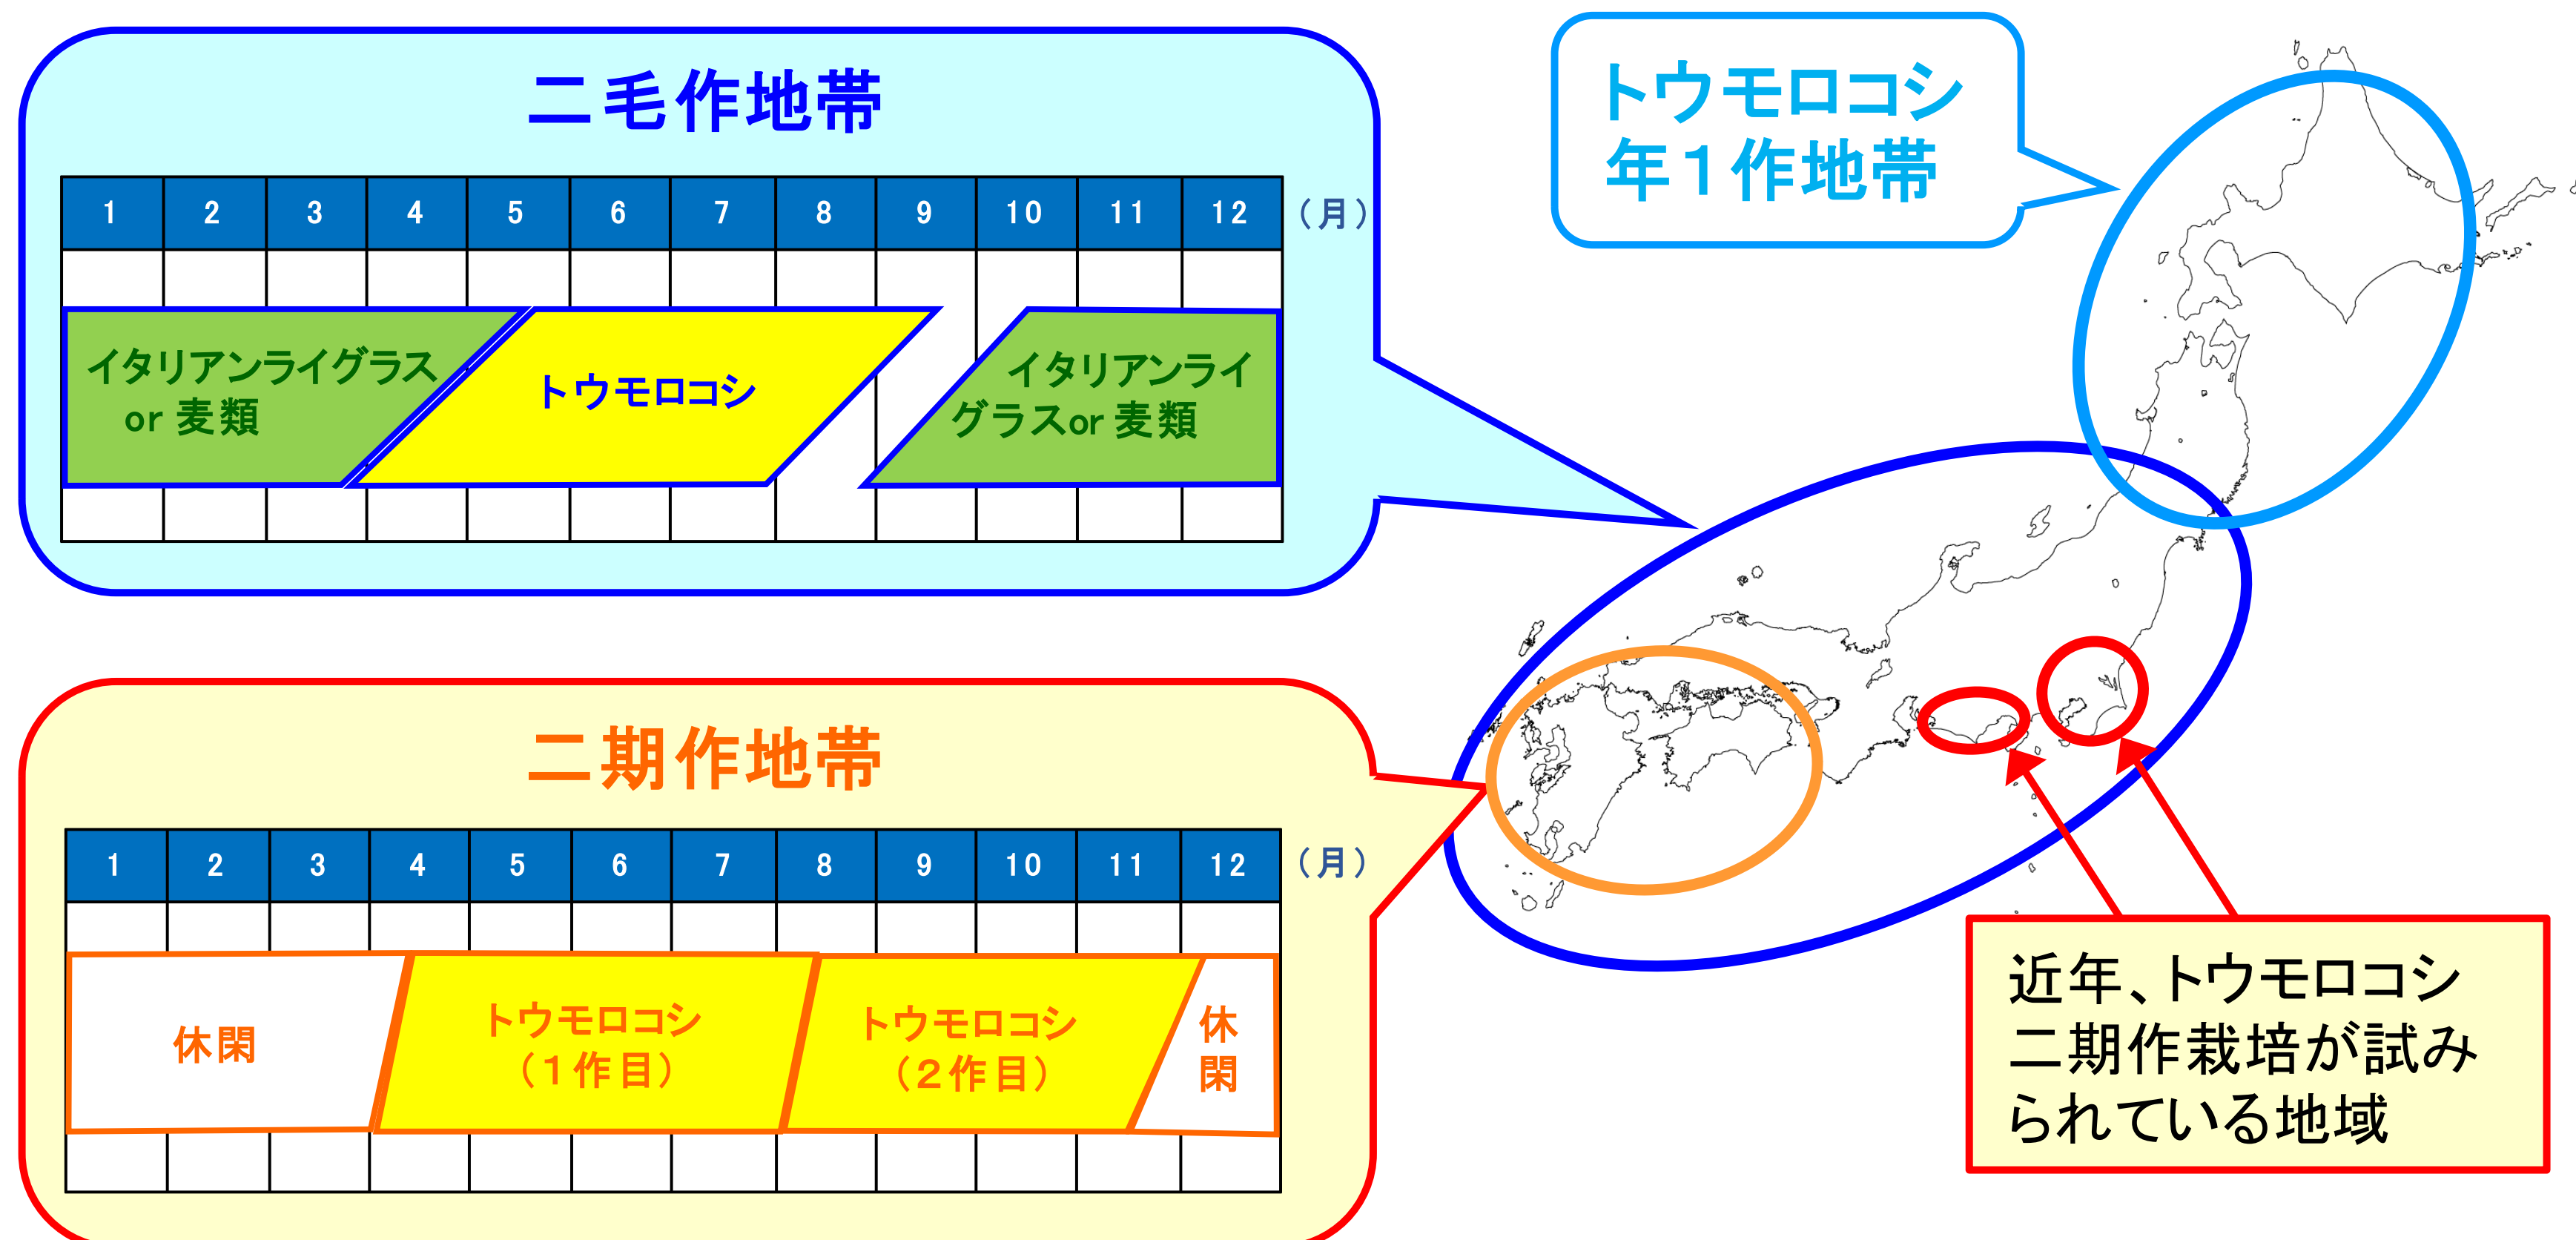 二毛作地帯
1 2 3 4 5 6 7 8 9 10 11 12 （月）
イタリアンライグラス
or 麦類
トウモロコシ
イタリアンライ
グラスor 麦類
トウモロコシ
年１作地帯
二期作地帯
1 2 3 4 5 6 7 8 9 10 11 12 （月）
休閑
トウモロコシ
（１作目）
トウモロコシ
（２作目）
休
閑
近年、トウモロコシ
二期作栽培が試み
られている地域